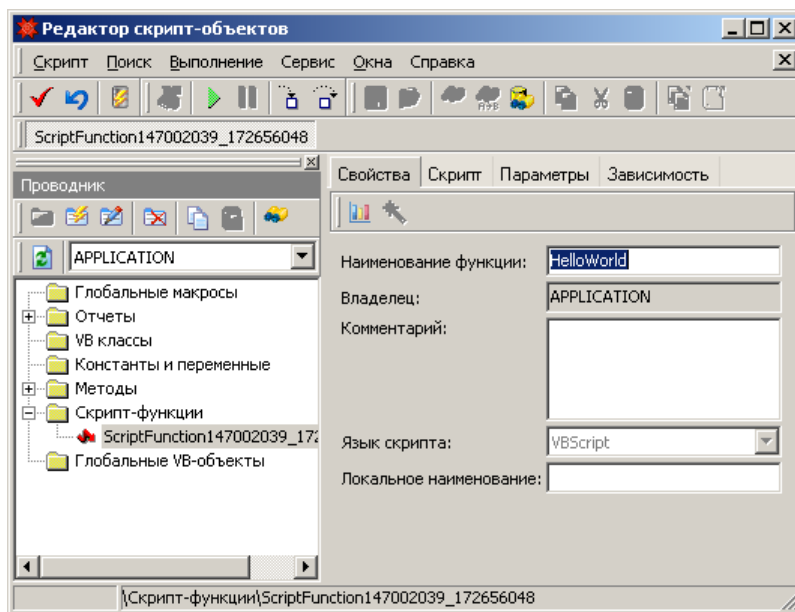 Редактор скрипт-объектов
Скрипт Поиск Выполнение Сервис Окна Справка
ScriptFunction147002039_172656048
Проводник
APPLICATION
Глобальные макросы
Отчеты
VB классы
Константы и переменные
Методы
Скрипт-функции
ScriptFunction147002039_172
Глобальные VB-объекты
Свойства Скрипт Параметры Зависимость
Наименование функции: HelloWorld
Владелец: APPLICATION
Комментарий:
Язык скрипта: VBScript
Локальное наименование:
\Скрипт-функции\ScriptFunction147002039_172656048